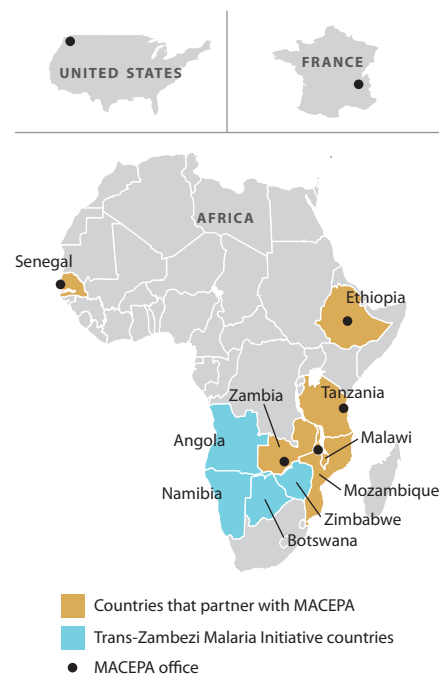 UNITED STATES
FRANCE
AFRICA
Senegal
Ethiopia
Zambia
Tanzania
Angola
Malawi
Namibia
Mozambique
Zimbabwe
Botswana
Countries that partner with MACEPA
Trans-Zambezi Malaria Initiative countries
MACEPA office